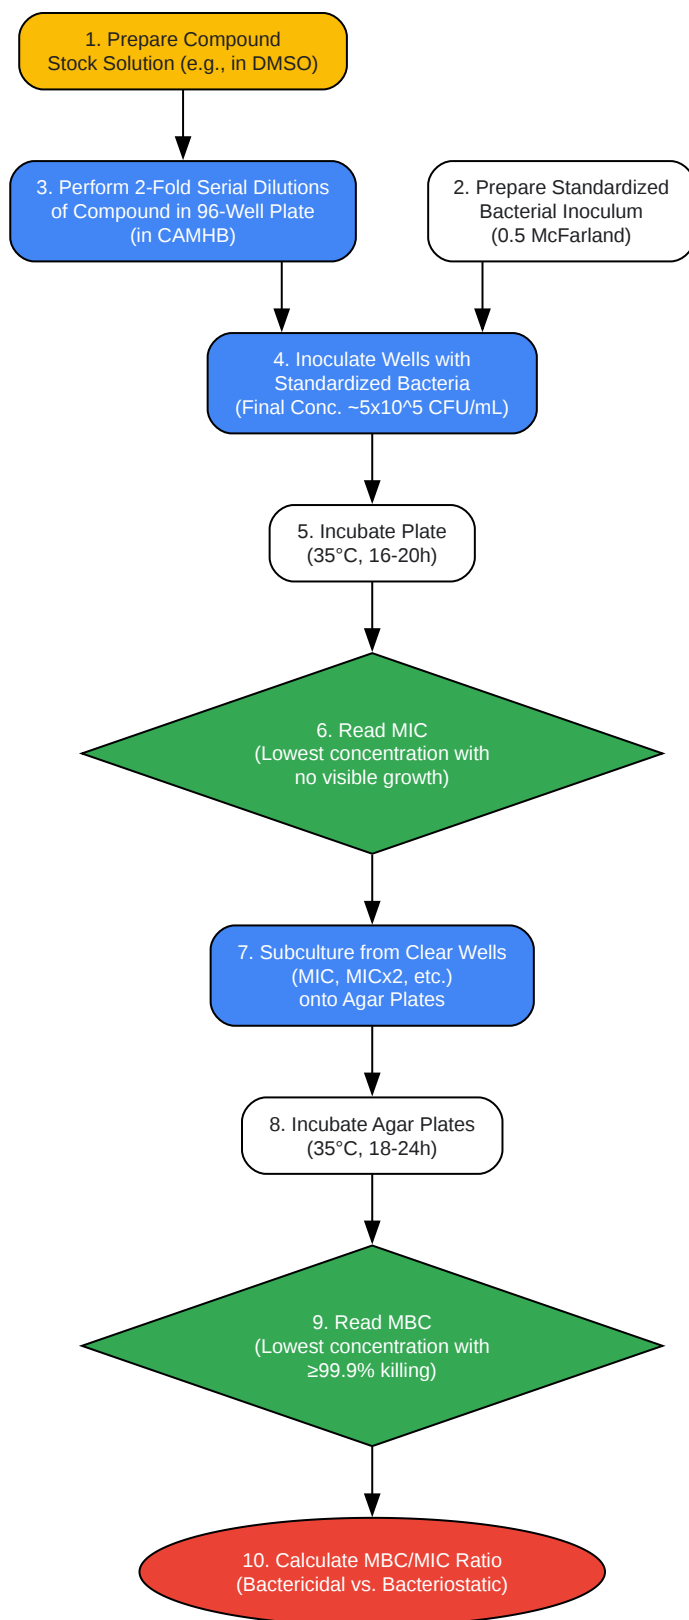 1. Prepare Compound
Stock Solution (e.g., in DMSO)
3. Perform 2-Fold Serial Dilutions
of Compound in 96-Well Plate
(in CAMHB)
2. Prepare Standardized
Bacterial Inoculum
(0.5 McFarland)
4. Inoculate Wells with
Standardized Bacteria
(Final Conc. ~5x10^5 CFU/mL)
5. Incubate Plate
(35°C, 16-20h)
6. Read MIC
(Lowest concentration with
no visible growth)
7. Subculture from Clear Wells
(MIC, MICx2, etc.)
onto Agar Plates
8. Incubate Agar Plates
(35°C, 18-24h)
9. Read MBC
(Lowest concentration with
≥99.9% killing)
10. Calculate MBC/MIC Ratio
(Bactericidal vs. Bacteriostatic)